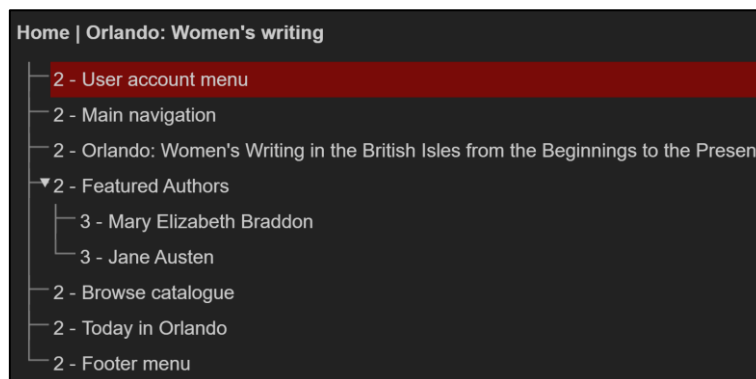 Home | Orlando: Women's writing
2 - User account menu
2 - Main navigation
2 - Orlando: Women's Writing in the British Isles from the Beginnings to the Presen
2 - Featured Authors
3 - Mary Elizabeth Braddon
3 - Jane Austen
2 - Browse catalogue
2 - Today in Orlando
2 - Footer menu